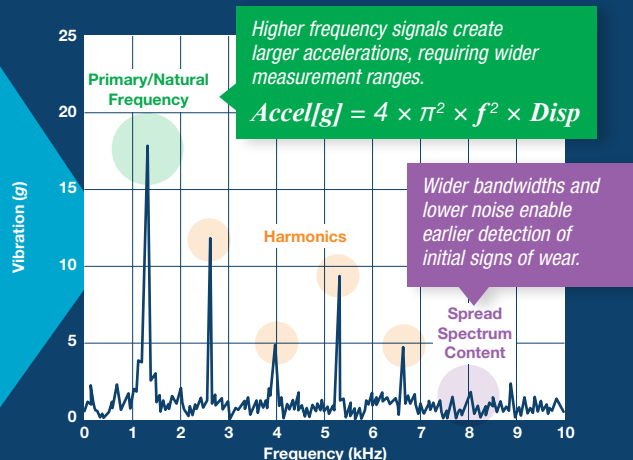 Higher frequency signals create
larger accelerations, requiring wider
measurement ranges.
Accel[g] = 4 × π² × f² × Disp
Primary/Natural
Frequency
Wider bandwidths and
lower noise enable
earlier detection of
initial signs of wear.
Harmonics
Spread
Spectrum
Content
Vibration (g)
25
20
15
10
5
0
0 1 2 3 4 5 6 7 8 9 10
Frequency (kHz)